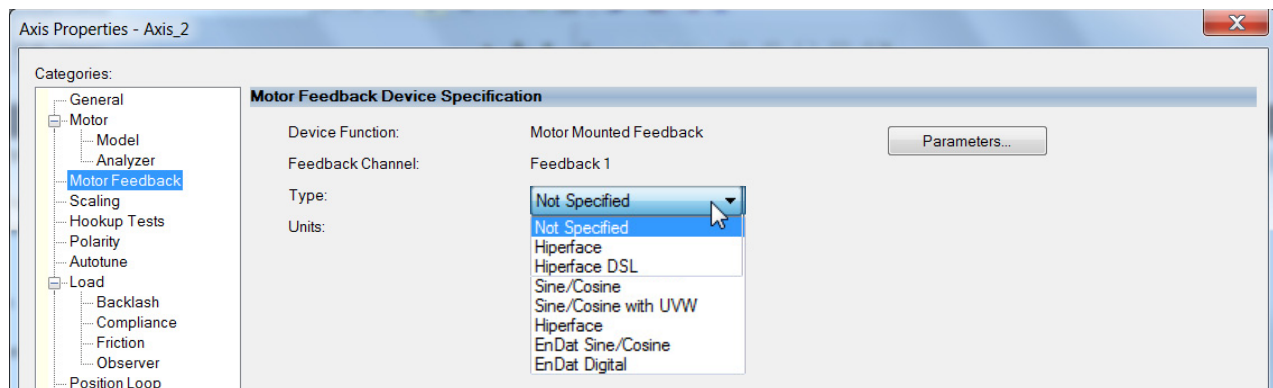 Axis Properties - Axis_2
X
Categories:
General
Motor
Model
Analyzer
Motor Feedback
Scaling
Hookup Tests
Polarity
Autotune
Load
Backlash
Compliance
Friction
Observer
Position Loop
Motor Feedback Device Specification
Device Function: Motor Mounted Feedback
Parameters...
Feedback Channel: Feedback 1
Type: Not Specified
Units:
Not Specified
Hiperface
Hiperface DSL
Sine/Cosine
Sine/Cosine with UVW
Hiperface
EnDat Sine/Cosine
EnDat Digital